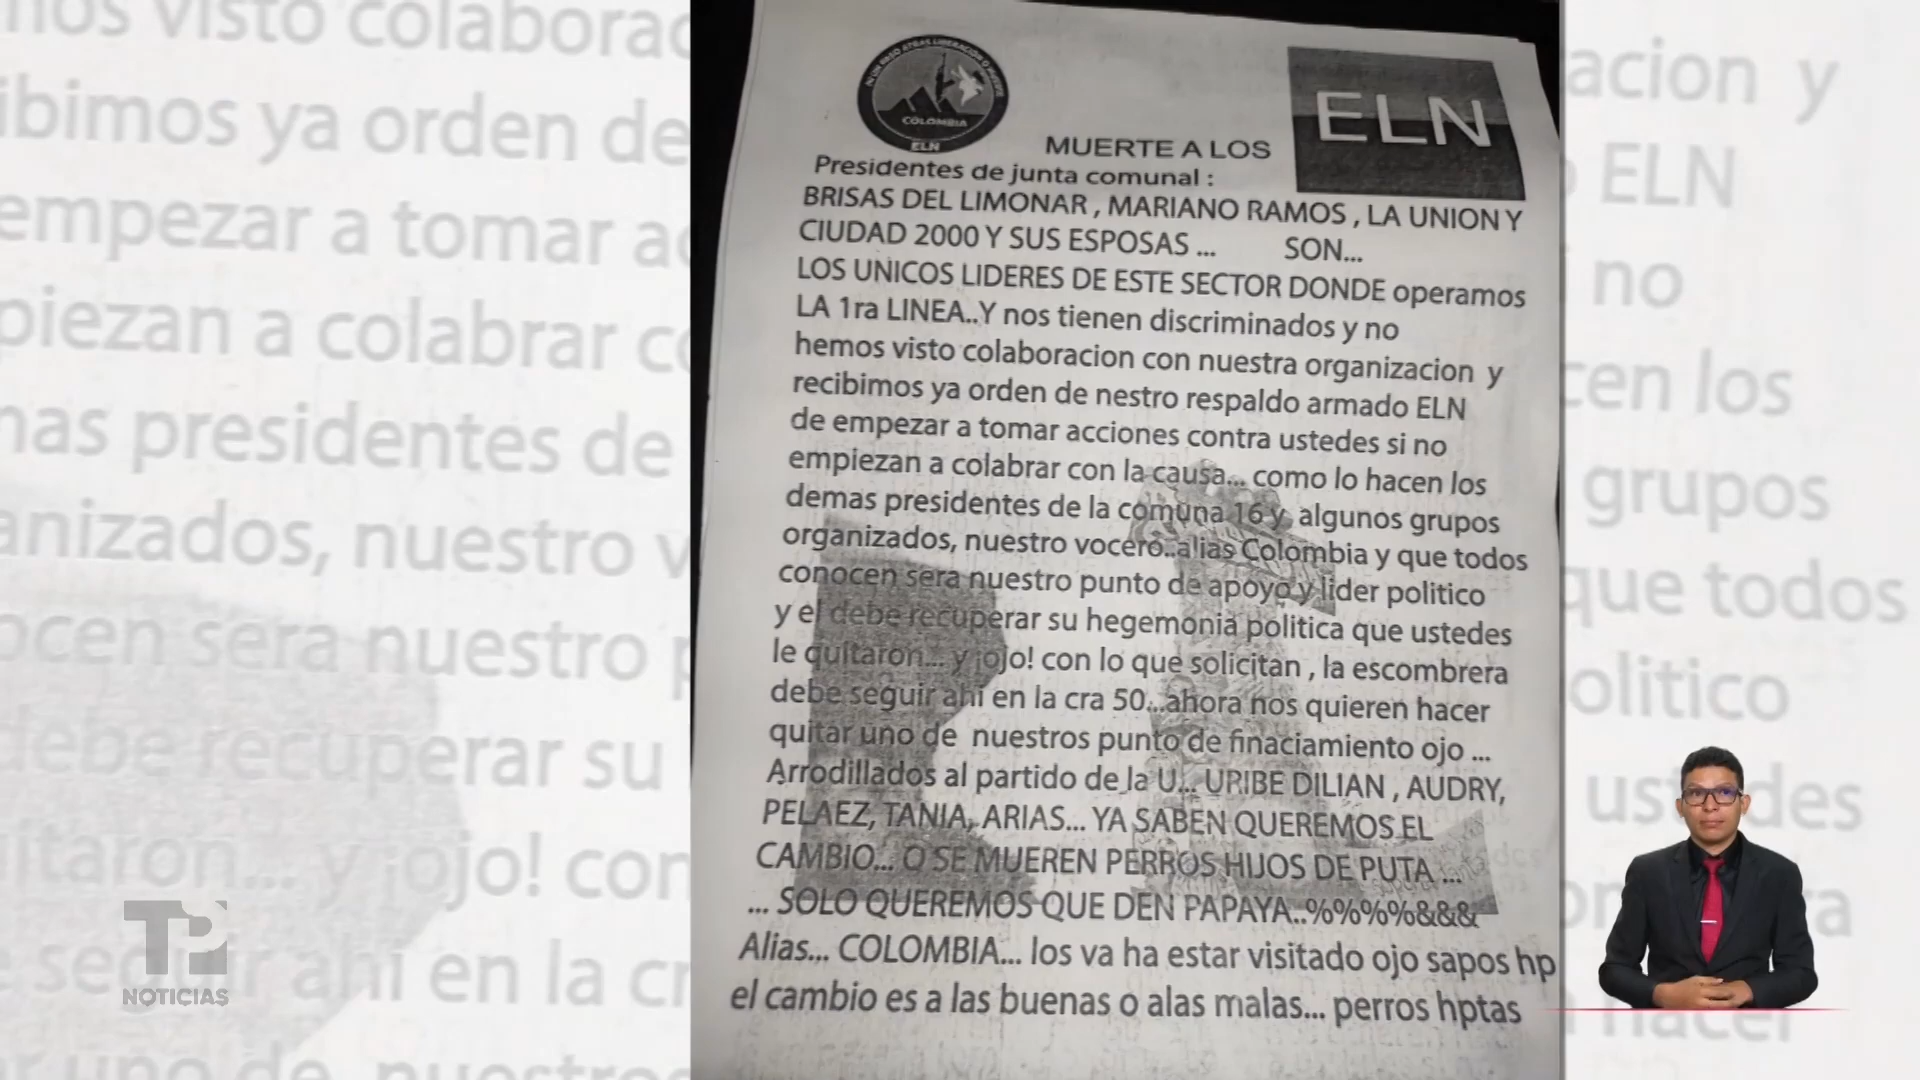 NI UN PASO ATRAS LIBERACIÓN O MUERTE
COLOMBIA
ELN
ELN
MUERTE A LOS
Presidentes de junta comunal :
BRISAS DEL LIMONAR , MARIANO RAMOS , LA UNION Y
CIUDAD 2000 Y SUS ESPOSAS ... SON...
LOS UNICOS LIDERES DE ESTE SECTOR DONDE operamos
LA 1ra LINEA..Y nos tienen discriminados y no
hemos visto colaboracion con nuestra organizacion y
recibimos ya orden de nestro respaldo armado ELN
de empezar a tomar acciones contra ustedes si no
empiezan a colabrar con la causa... como lo hacen los
demas presidentes de la comuna 16 y algunos grupos
organizados, nuestro vocero..alias Colombia y que todos
conocen sera nuestro punto de apoyo y lider politico
y el debe recuperar su hegemonia politica que ustedes
le quitaron... y ¡ojo! con lo que solicitan , la escombrera
debe seguir ahi en la cra 50...ahora nos quieren hacer
quitar uno de nuestros punto de finaciamiento ojo ...
Arrodillados al partido de la U... URIBE DILIAN , AUDRY,
PELAEZ, TANIA, ARIAS... YA SABEN QUEREMOS EL
CAMBIO... O SE MUEREN PERROS HIJOS DE PUTA ...
... SOLO QUEREMOS QUE DEN PAPAYA..%%%%&&&
Alias... COLOMBIA... los va ha estar visitado ojo sapos hp
el cambio es a las buenas o alas malas... perros hptas
TP
NOTICIAS